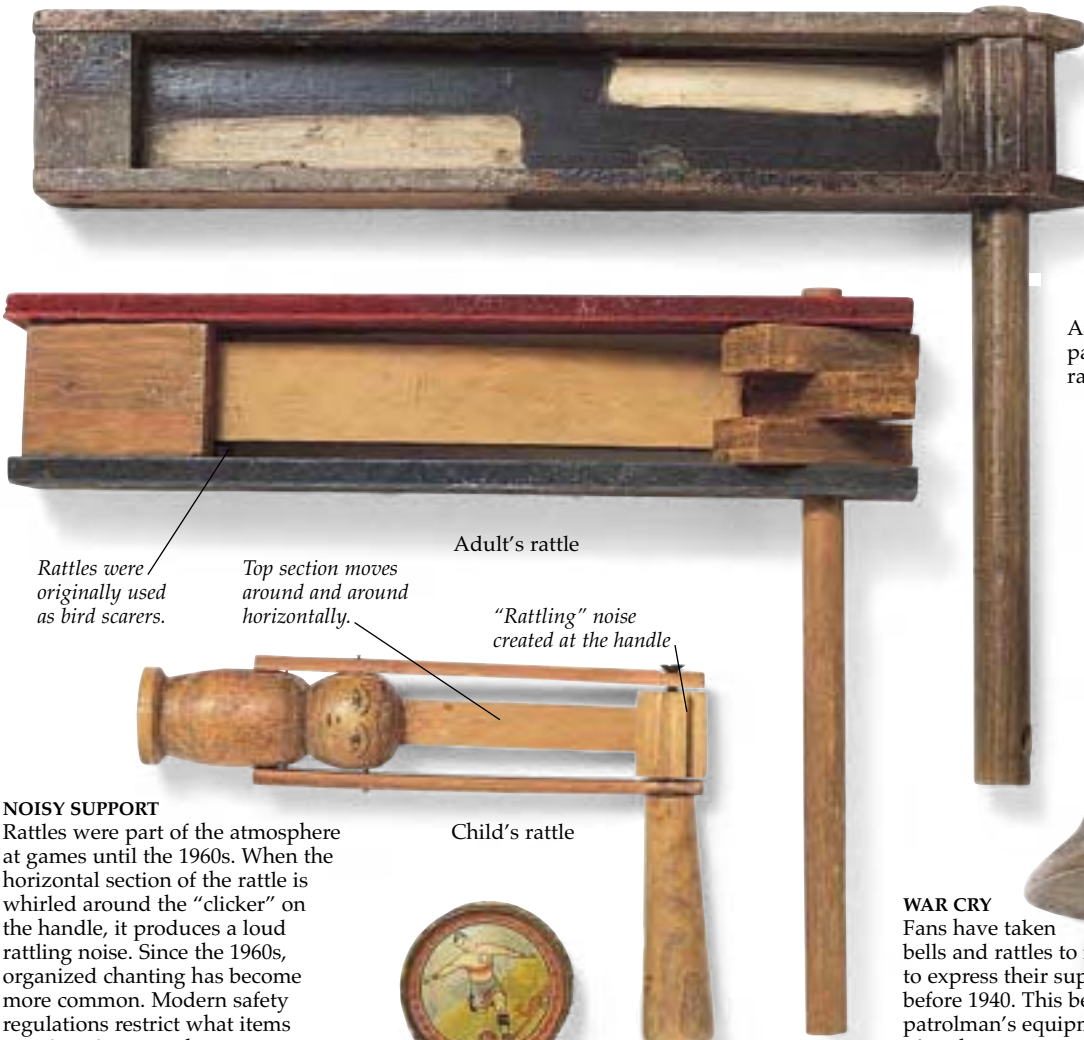 A
pa
ra
Adult's rattle
Rattles were
originally used
as bird scarers.
Top section moves
around and around
horizontally.
“Rattling” noise
created at the handle
Child's rattle
NOISY SUPPORT
Rattles were part of the atmosphere
at games until the 1960s. When the
horizontal section of the rattle is
whirled around the “clicker” on
the handle, it produces a loud
rattling noise. Since the 1960s,
organized chanting has become
more common. Modern safety
regulations restrict what items
WAR CRY
Fans have taken
bells and rattles to
to express their sup
before 1940. This be
patrolman's equipm